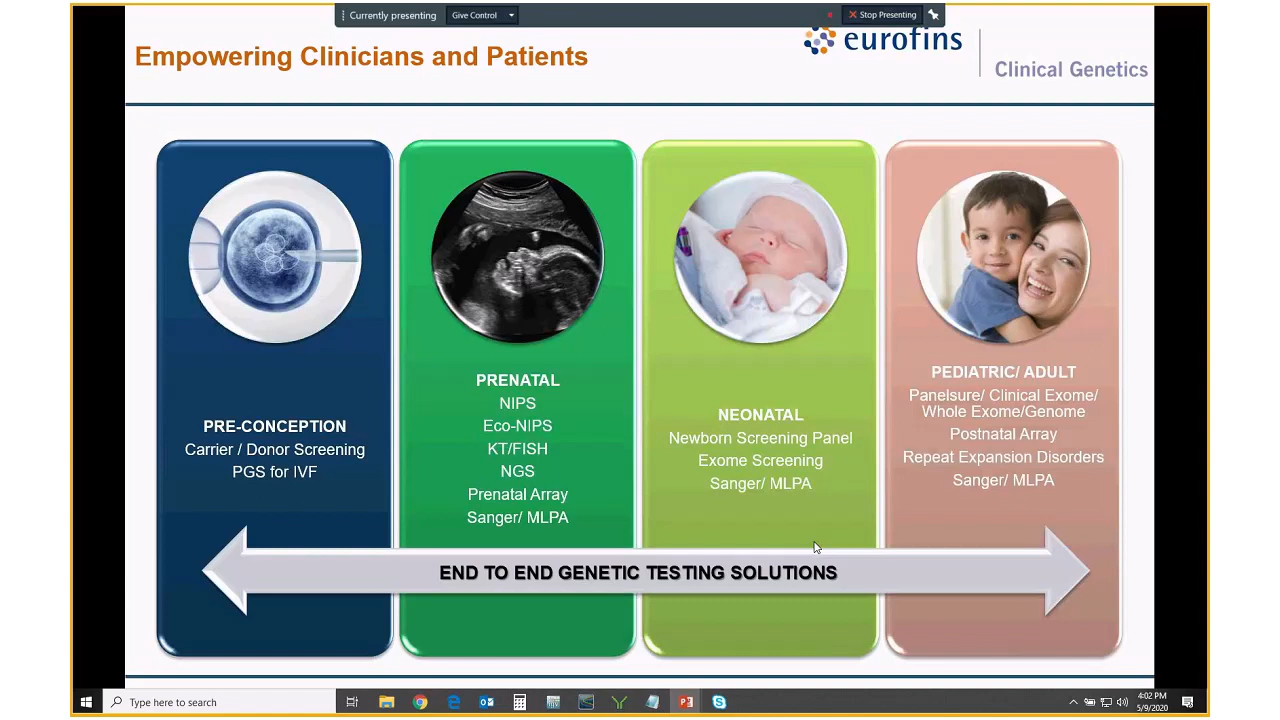 Currently presenting
Give Control
Stop Presenting
Empowering Clinicians and Patients
eurofins
Clinical Genetics
PRE-CONCEPTION
Carrier / Donor Screening
PGS for IVF
PRENATAL
NIPS
Eco-NIPS
KT/FISH
NGS
Prenatal Array
Sanger/ MLPA
NEONATAL
Newborn Screening Panel
Exome Screening
Sanger/ MLPA
PEDIATRIC/ ADULT
Panelsure/ Clinical Exome/
Whole Exome/Genome
Postnatal Array
Repeat Expansion Disorders
Sanger/ MLPA
END TO END GENETIC TESTING SOLUTIONS
Type here to search
4:02 PM
5/9/2020